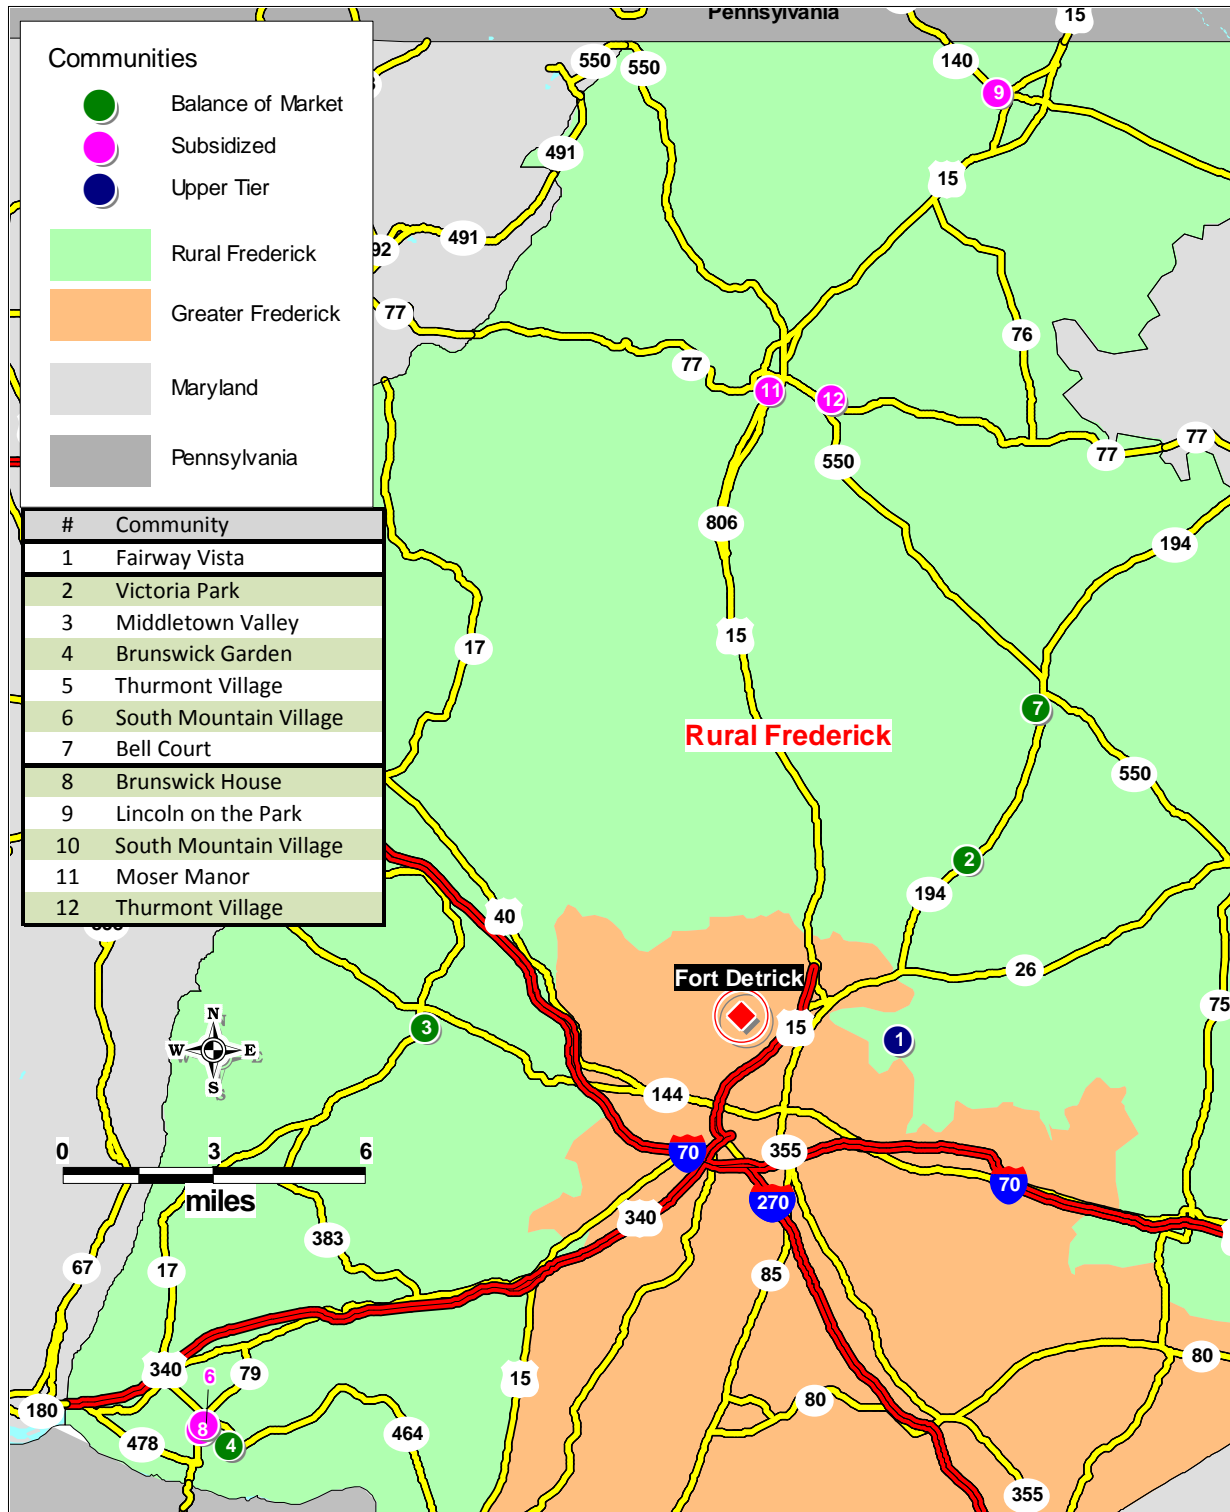 Pennsylvania
15
Communities
550
550
140
Balance of Market
9
Subsidized
491
Upper Tier
15
491
92
Rural Frederick
77
Greater Frederick
76
77
Maryland
11
12
77
77
550
Pennsylvania
806
194
# Community
1 Fairway Vista
2 Victoria Park
3 Middletown Valley
4 Brunswick Garden
5 Thurmont Village
6 South Mountain Village
7 Bell Court
8 Brunswick House
9 Lincoln on the Park
10 South Mountain Village
11 Moser Manor
12 Thurmont Village
15
17
7
Rural Frederick
550
2
194
40
26
Fort Detrick
75
N
15
3
W E
1
S
144
0 3 6
70
355
70
miles
270
340
383
67
17
85
340
79
6
15
80
80
180
8
4
478
464
355